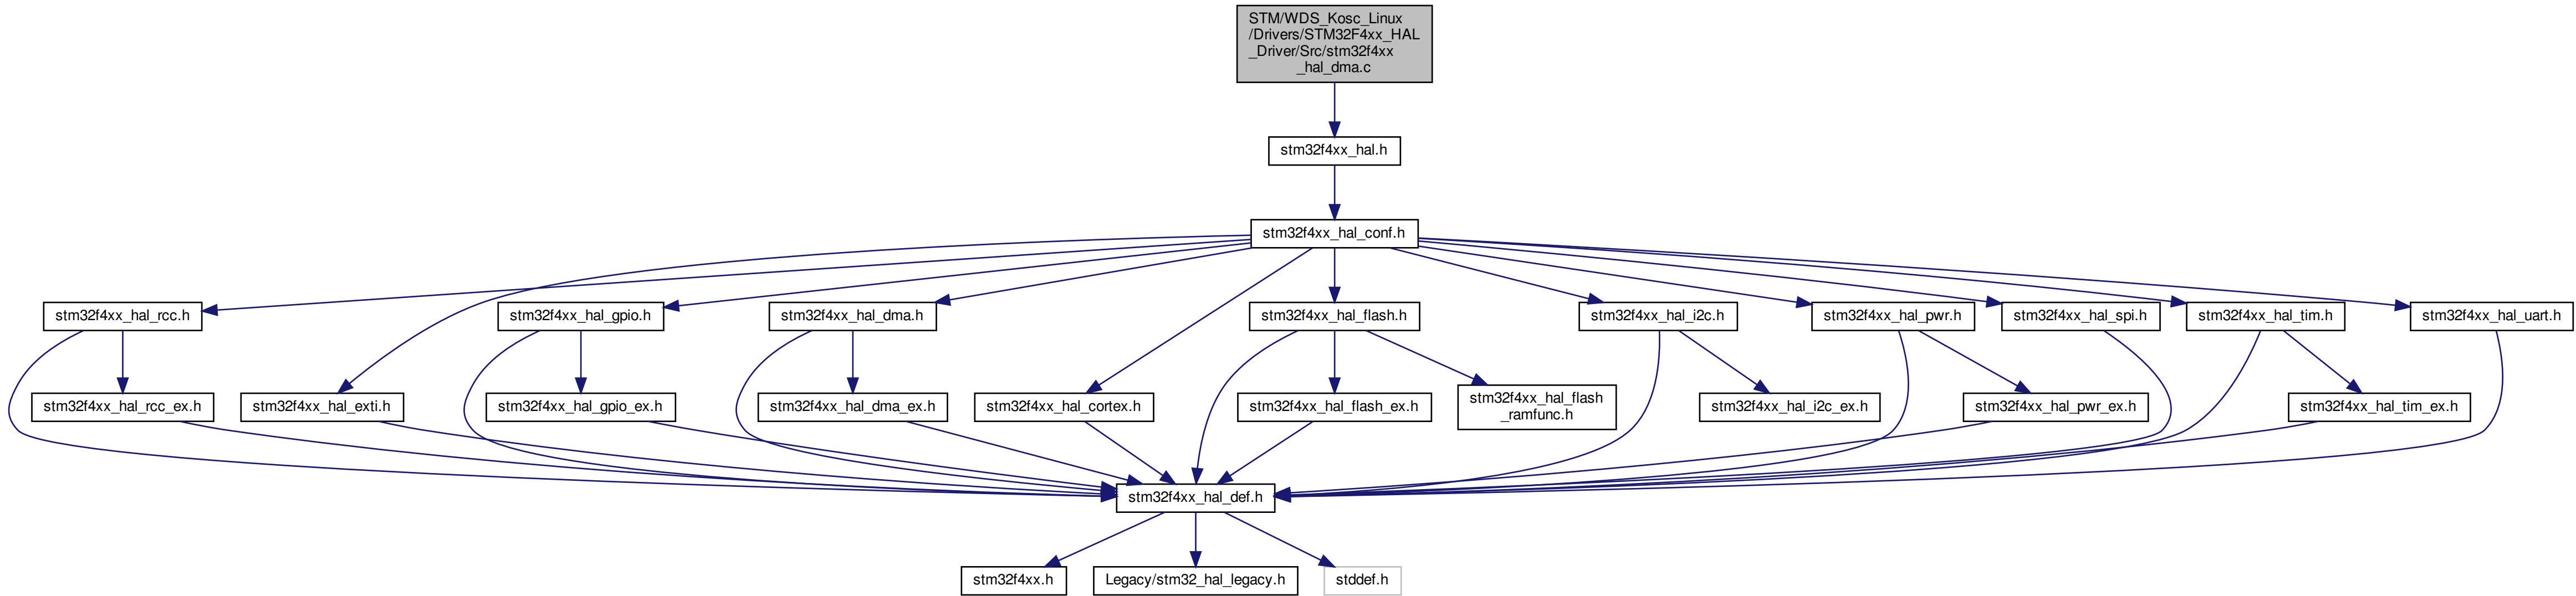 STM/WDS_Kosc_Linux
/Drivers/STM32F4xx_HAL
_Driver/Src/stm32f4xx
_hal_dma.c
stm32f4xx_hal.h
stm32f4xx_hal_conf.h
stm32f4xx_hal_rcc.h
stm32f4xx_hal_gpio.h
stm32f4xx_hal_dma.h
stm32f4xx_hal_flash.h
stm32f4xx_hal_i2c.h
stm32f4xx_hal_pwr.h
stm32f4xx_hal_spi.h
stm32f4xx_hal_tim.h
stm32f4xx_hal_uart.h
stm32f4xx_hal_rcc_ex.h
stm32f4xx_hal_exti.h
stm32f4xx_hal_gpio_ex.h
stm32f4xx_hal_dma_ex.h
stm32f4xx_hal_cortex.h
stm32f4xx_hal_flash_ex.h
stm32f4xx_hal_flash
_ramfunc.h
stm32f4xx_hal_i2c_ex.h
stm32f4xx_hal_pwr_ex.h
stm32f4xx_hal_tim_ex.h
stm32f4xx_hal_def.h
stm32f4xx.h
Legacy/stm32_hal_legacy.h
stddef.h